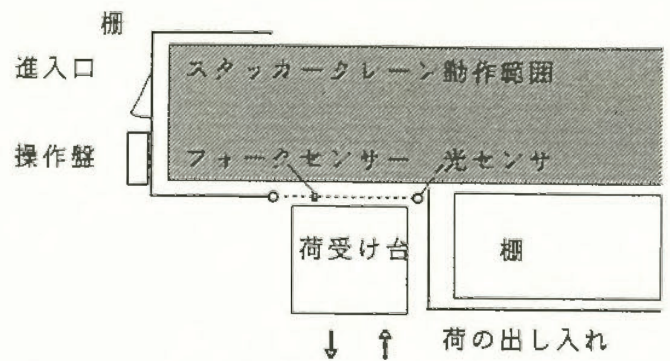 棚
進入口
スタッカークレーン動作範囲
操作盤
フォークセンサー 光センサ
荷受け台
棚
荷の出し入れ